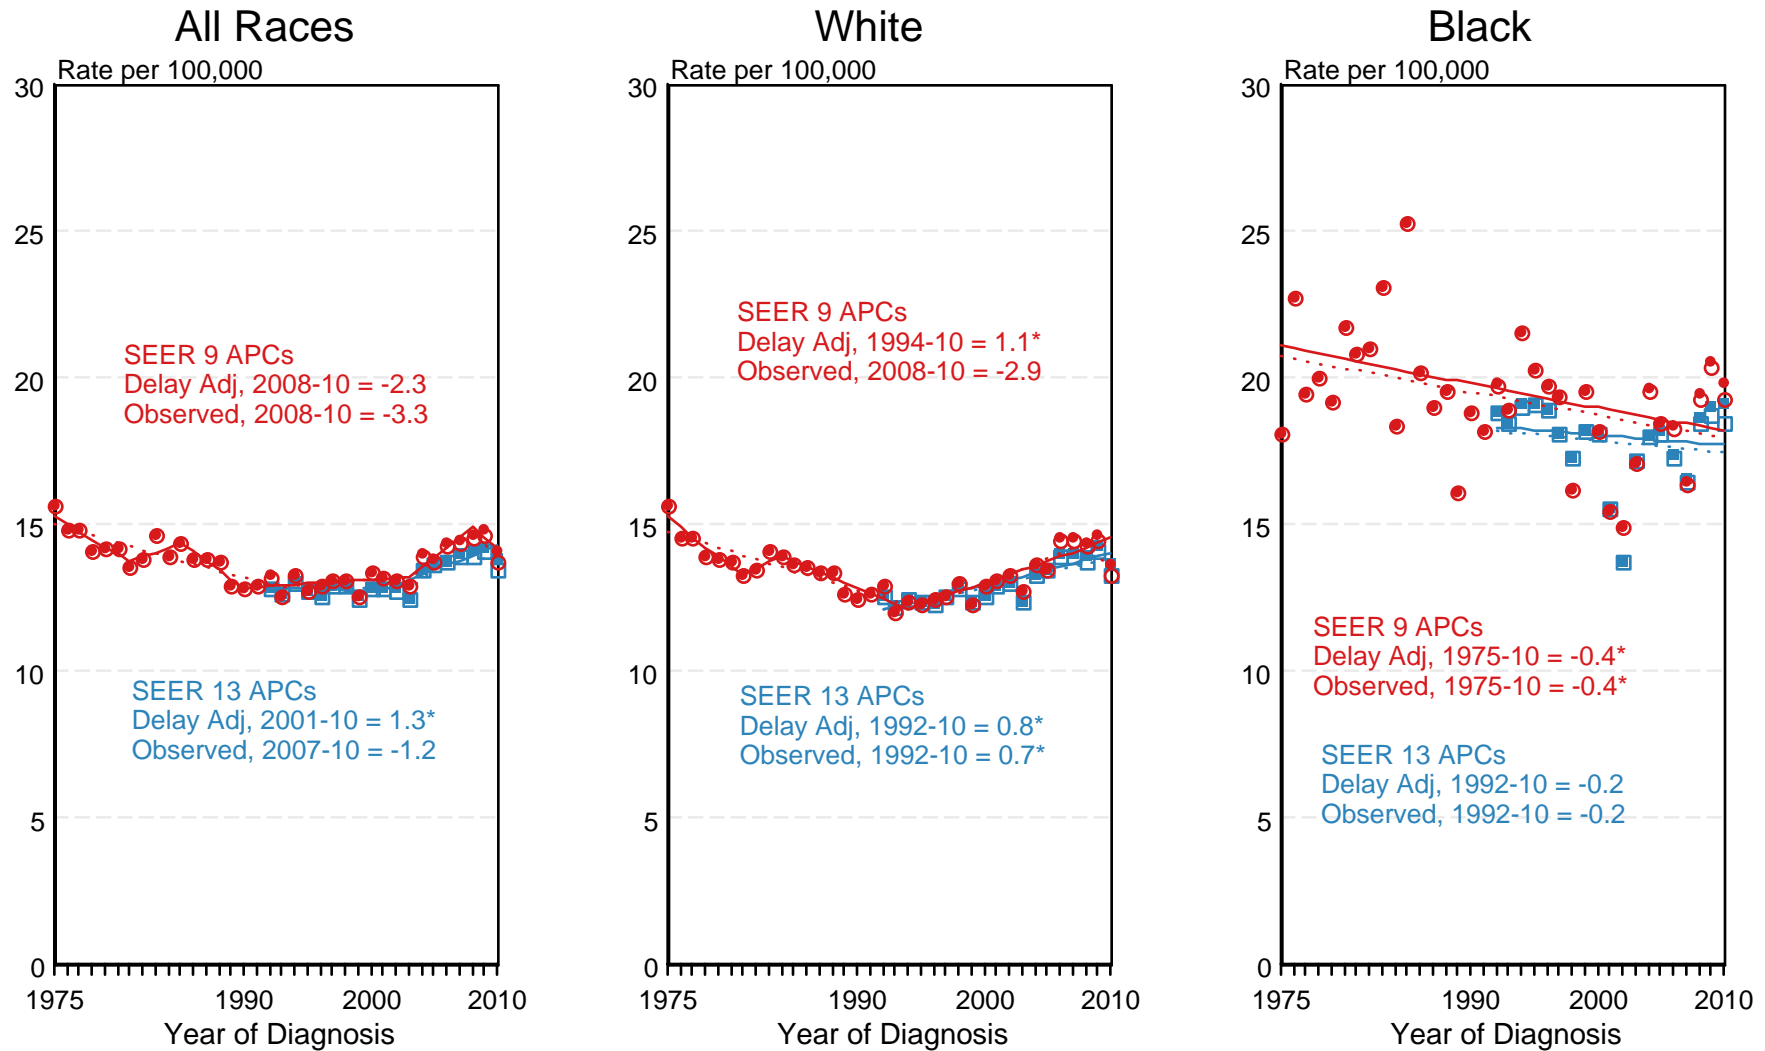 All Races
Rate per 100,000
30
25
20
15
10
5
0
SEER 9 APCs
Delay Adj, 2008-10 = -2.3
Observed, 2008-10 = -3.3
SEER 13 APCs
Delay Adj, 2001-10 = 1.3*
Observed, 2007-10 = -1.2
1975 1990 2000 2010
Year of Diagnosis
White
Rate per 100,000
30
25
20
15
10
5
0
SEER 9 APCs
Delay Adj, 1994-10 = 1.1*
Observed, 2008-10 = -2.9
SEER 13 APCs
Delay Adj, 1992-10 = 0.8*
Observed, 1992-10 = 0.7*
1975 1990 2000 2010
Year of Diagnosis
Black
Rate per 100,000
30
25
20
15
10
5
0
SEER 9 APCs
Delay Adj, 1975-10 = -0.4*
Observed, 1975-10 = -0.4*
SEER 13 APCs
Delay Adj, 1992-10 = -0.2
Observed, 1992-10 = -0.2
1975 1990 2000 2010
Year of Diagnosis